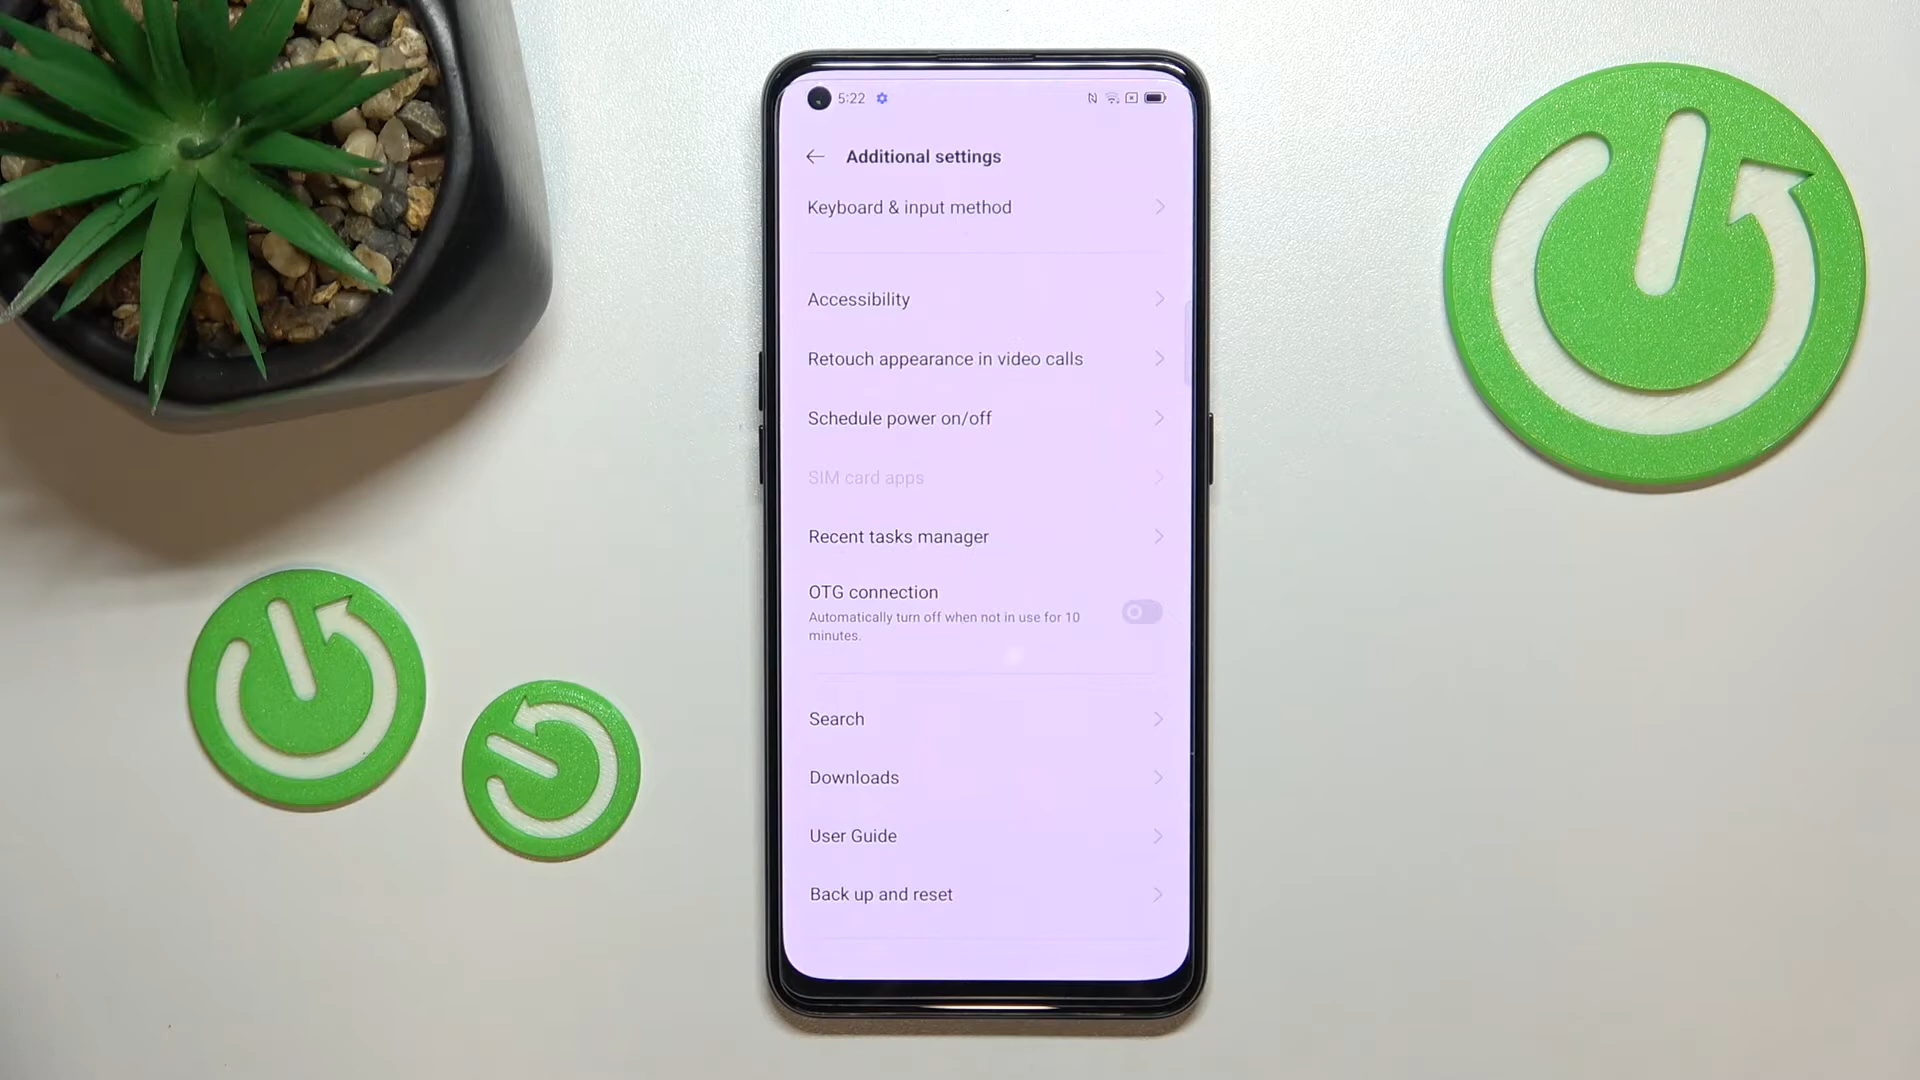 5:22
Additional settings
Keyboard & input method
Accessibility
Retouch appearance in video calls
Schedule power on/off
SIM card apps
Recent tasks manager
OTG connection
Automatically turn off when not in use for 10
minutes.
Search
Downloads
User Guide
Back up and reset